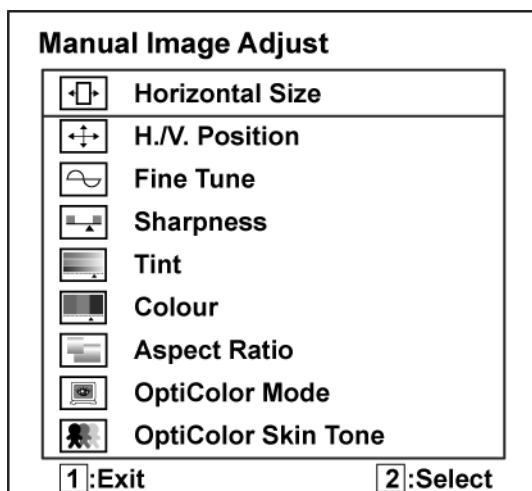 Manual Image Adjust
Horizontal Size
H./V. Position
Fine Tune
Sharpness
Tint
Colour
Aspect Ratio
OptiColor Mode
OptiColor Skin Tone
1:Exit 2:Select